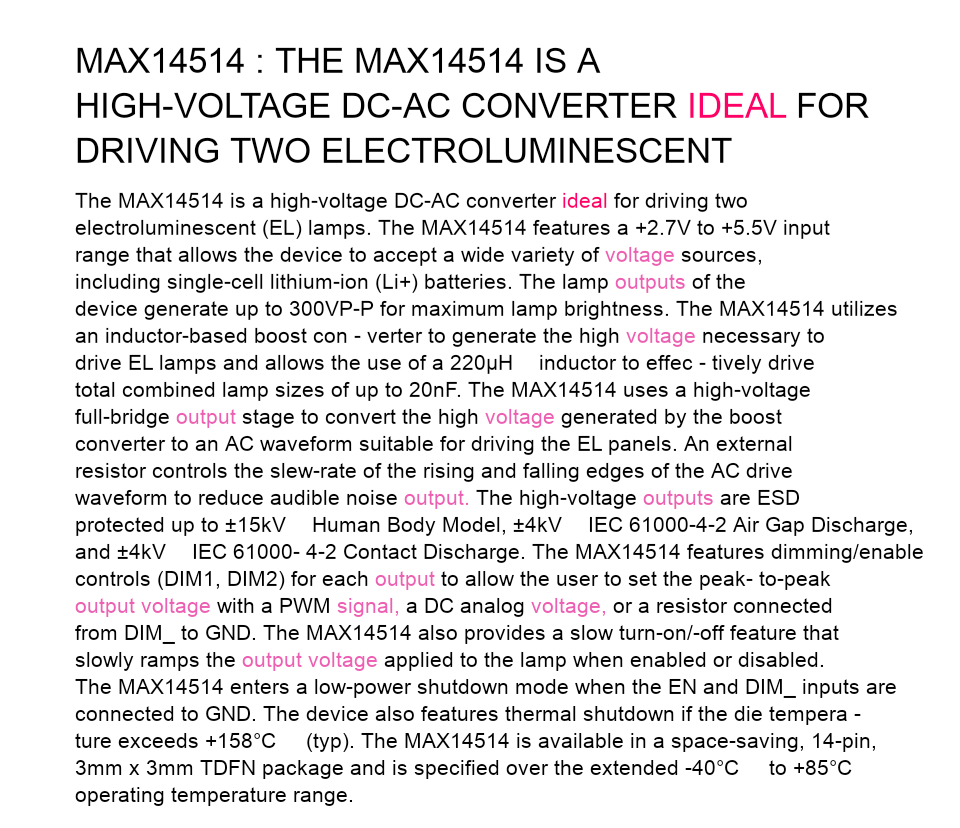 MAX14514 : THE MAX14514 IS A
HIGH-VOLTAGE DC-AC CONVERTER IDEAL FOR
DRIVING TWO ELECTROLUMINESCENT
The MAX14514 is a high-voltage DC-AC converter ideal for driving two
electroluminescent (EL) lamps. The MAX14514 features a +2.7V to +5.5V input
range that allows the device to accept a wide variety of voltage sources,
including single-cell lithium-ion (Li+) batteries. The lamp outputs of the
device generate up to 300VP-P for maximum lamp brightness. The MAX14514 utilizes
an inductor-based boost con - verter to generate the high voltage necessary to
drive EL lamps and allows the use of a 220µH inductor to effec - tively drive
total combined lamp sizes of up to 20nF. The MAX14514 uses a high-voltage
full-bridge output stage to convert the high voltage generated by the boost
converter to an AC waveform suitable for driving the EL panels. An external
resistor controls the slew-rate of the rising and falling edges of the AC drive
waveform to reduce audible noise output. The high-voltage outputs are ESD
protected up to ±15kV Human Body Model, ±4kV IEC 61000-4-2 Air Gap Discharge,
and ±4kV IEC 61000- 4-2 Contact Discharge. The MAX14514 features dimming/enable
controls (DIM1, DIM2) for each output to allow the user to set the peak- to-peak
output voltage with a PWM signal, a DC analog voltage, or a resistor connected
from DIM_ to GND. The MAX14514 also provides a slow turn-on/-off feature that
slowly ramps the output voltage applied to the lamp when enabled or disabled.
The MAX14514 enters a low-power shutdown mode when the EN and DIM_ inputs are
connected to GND. The device also features thermal shutdown if the die tempera -
ture exceeds +158°C (typ). The MAX14514 is available in a space-saving, 14-pin,
3mm x 3mm TDFN package and is specified over the extended -40°C to +85°C
operating temperature range.